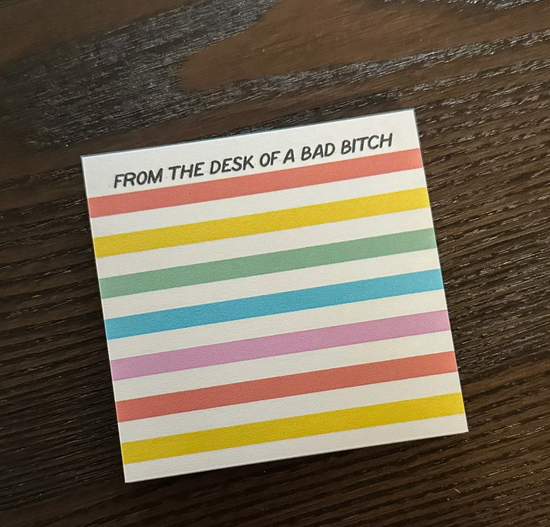 FROM THE DESK OF A BAD BITCH